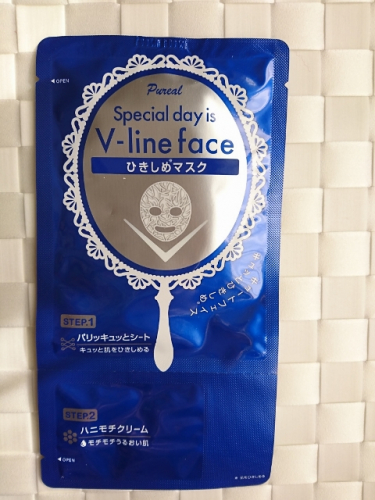 OPEN
Pureal
Special day is
V-line face
ひきしめマスク
STEP.1
パリッキュッとシート
キュッと肌をひきしめる
STEP.2
ハニモチクリーム
モチモチうるおい肌
OPEN